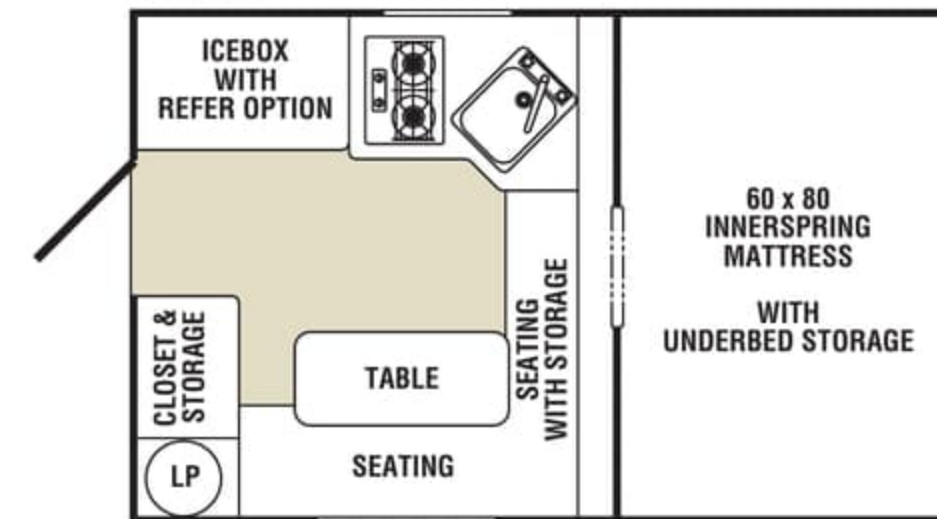 ICEBOX
WITH
REFER OPTION
60 x 80
INNERSPRING
MATTRESS
WITH
UNDERBED STORAGE
CLOSET &
STORAGE
TABLE
SEATING
WITH STORAGE
LP
SEATING